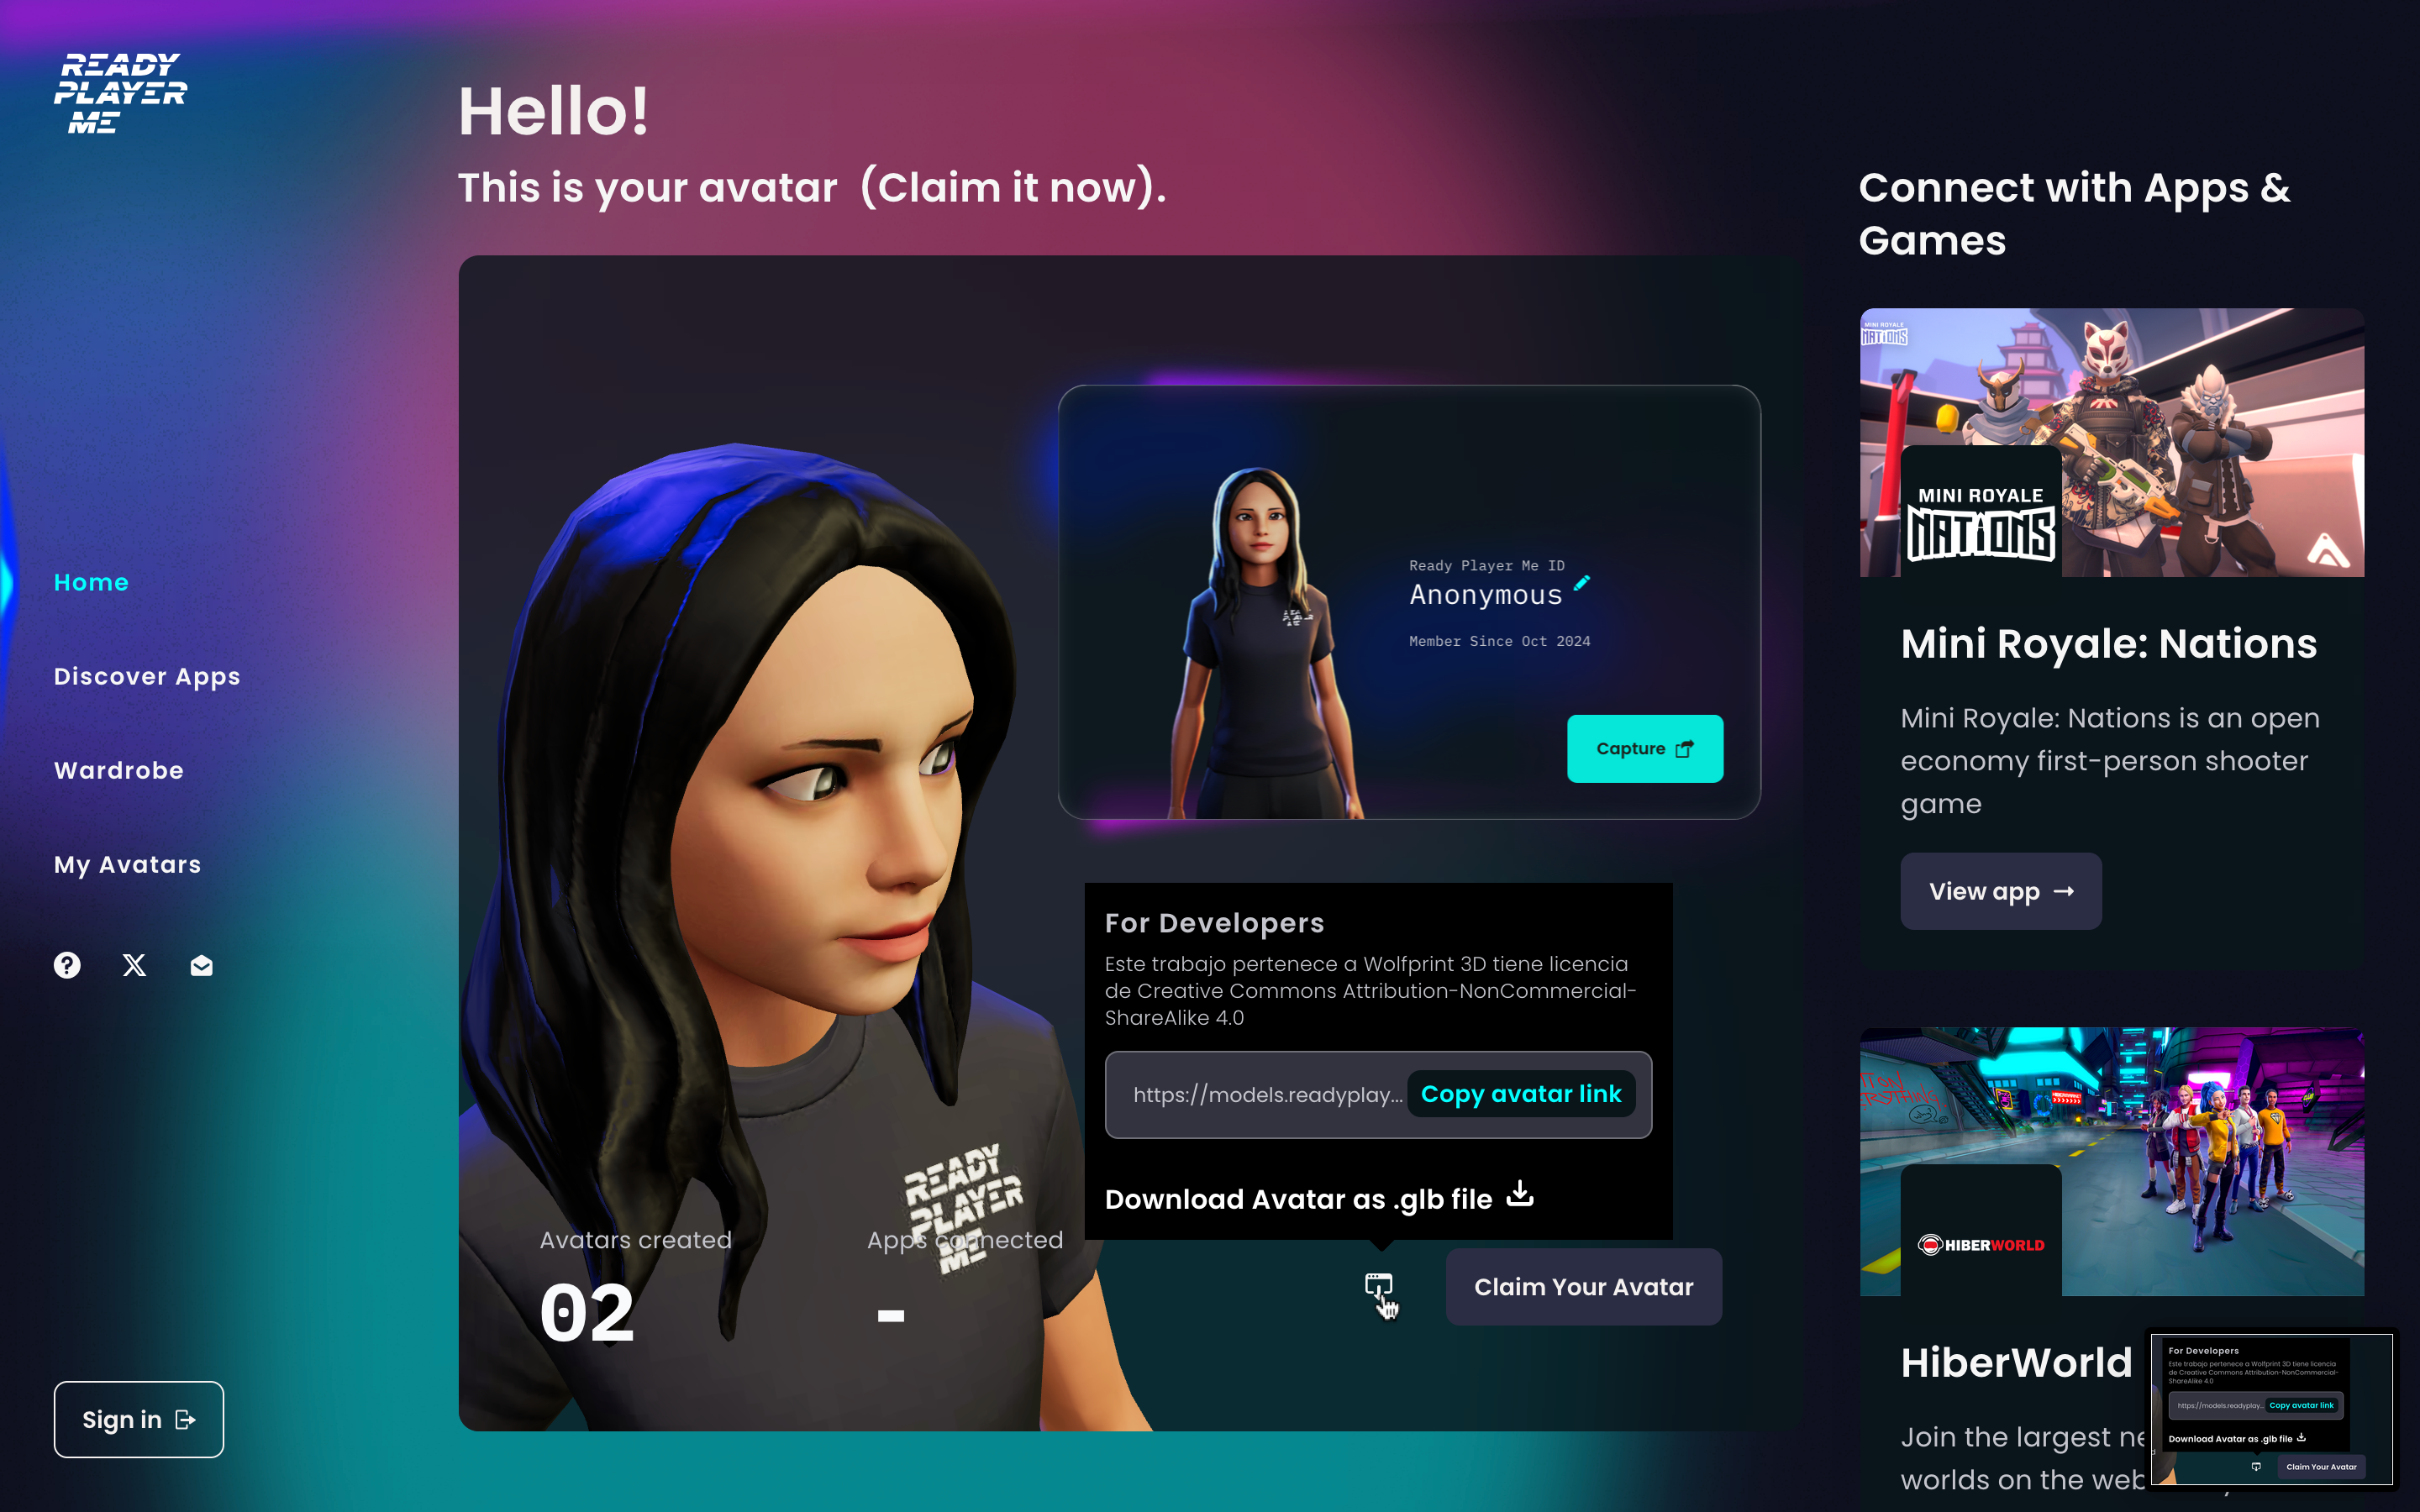 READY
PLAYER
ME
Hello!
This is your avatar (Claim it now).
Home
Discover Apps
Wardrobe
My Avatars
Sign in
Ready Player Me ID
Anonymous
Member Since Oct 2024
Capture
For Developers
Este trabajo pertenece a Wolfprint 3D tiene licencia
de Creative Commons Attribution-NonCommercial-
ShareAlike 4.0
https://models.readyplay...
Copy avatar link
Download Avatar as .glb file
READY
PLAYER
ME
Avatars created
02
Apps connected
-
Claim Your Avatar
Connect with Apps &
Games
MINI ROYALE
NATIONS
MINI ROYALE
NATIONS
Mini Royale: Nations
Mini Royale: Nations is an open
economy first-person shooter
game
View app
HIBERWORLD
HiberWorld
Join the largest
worlds on the web
For Developers
Este trabajo pertenece a Wolfprint 3D tiene licencia
de Creative Commons Attribution-NonCommercial-
ShareAlike 4.0
https://models.readyplay...
Copy avatar link
Download Avatar as .glb file
Claim Your Avatar